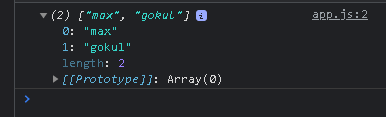 ▼(2) ["max", "gokul"] i app.js:2
0: "max"
1: "gokul"
length: 2
▶[[Prototype]]: Array(0)
>